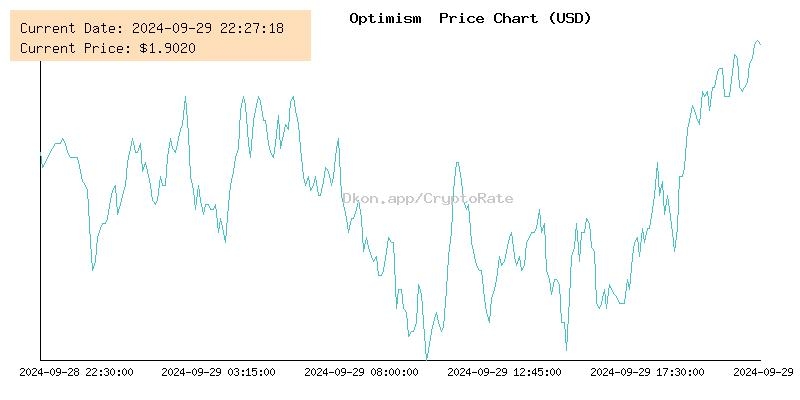 Optimism  Price Chart (USD)
Current Date: 2024-09-29 22:27:18
Current Price: $1.9020
Okon.app/CryptoRate
2024-09-28 22:30:00 2024-09-29 03:15:00 2024-09-29 08:00:00 2024-09-29 12:45:00 2024-09-29 17:30:00 2024-09-29